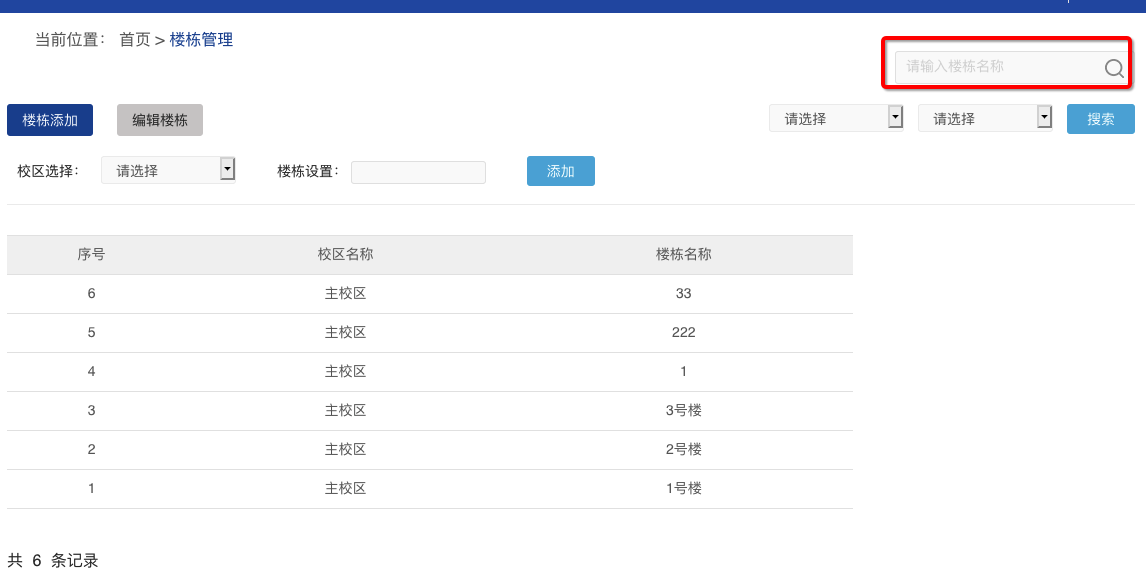 当前位置： 首页 > 楼栋管理
请输入楼栋名称
楼栋添加 编辑楼栋 请选择 请选择 搜索
校区选择： 请选择 楼栋设置： 添加
序号 校区名称 楼栋名称
6 主校区 33
5 主校区 222
4 主校区 1
3 主校区 3号楼
2 主校区 2号楼
1 主校区 1号楼
共 6 条记录